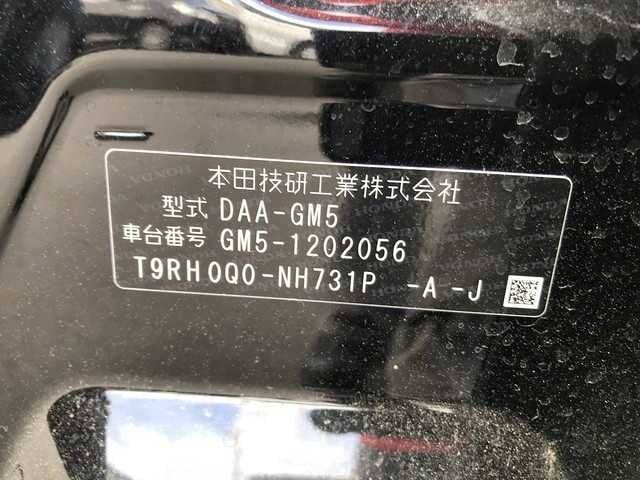 本田技研工業株式会社
型式 DAA-GM5
車台番号 GM5-1202056
T9RH0Q0-NH731P -A -J